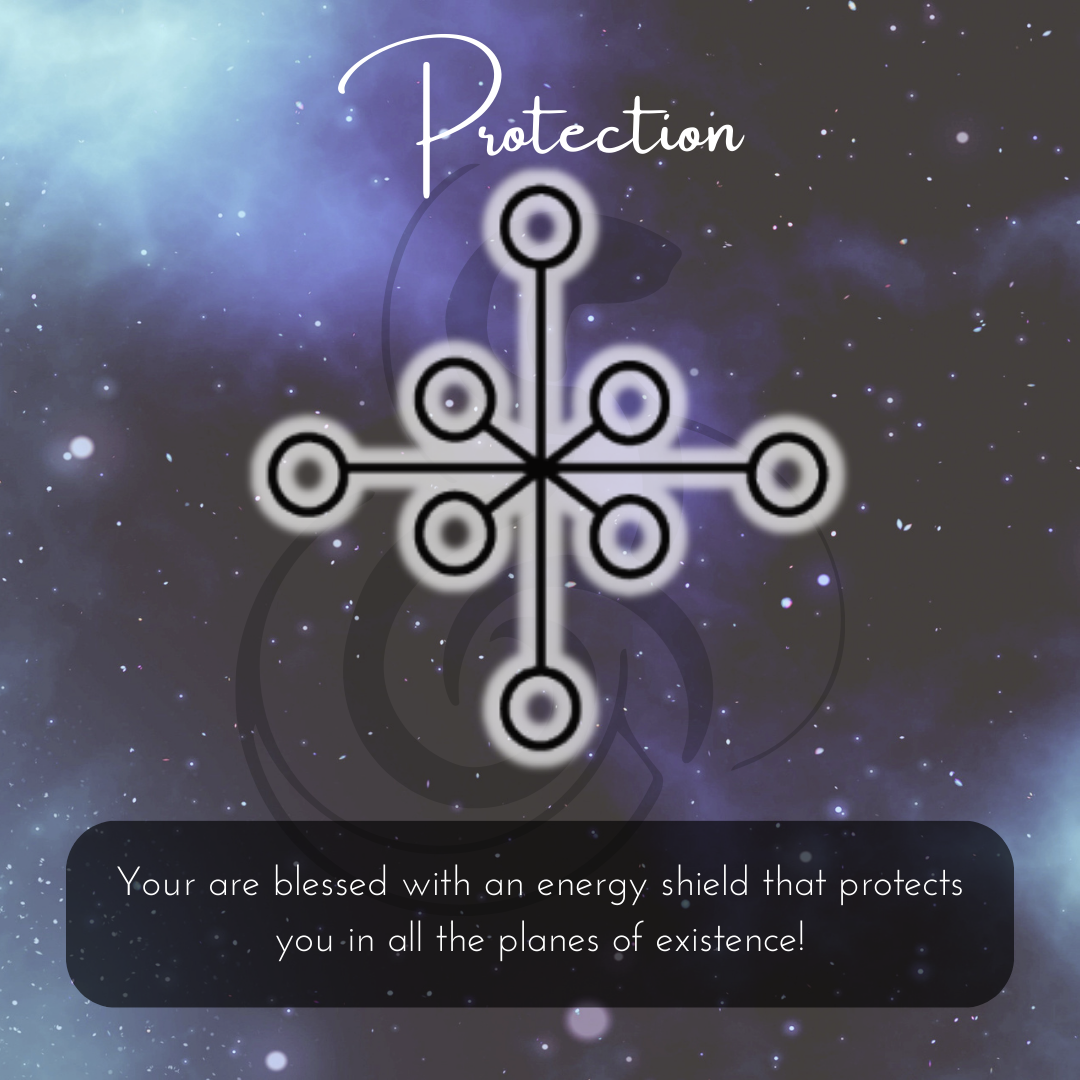 Protection
Your are blessed with an energy shield that protects
you in all the planes of existence!